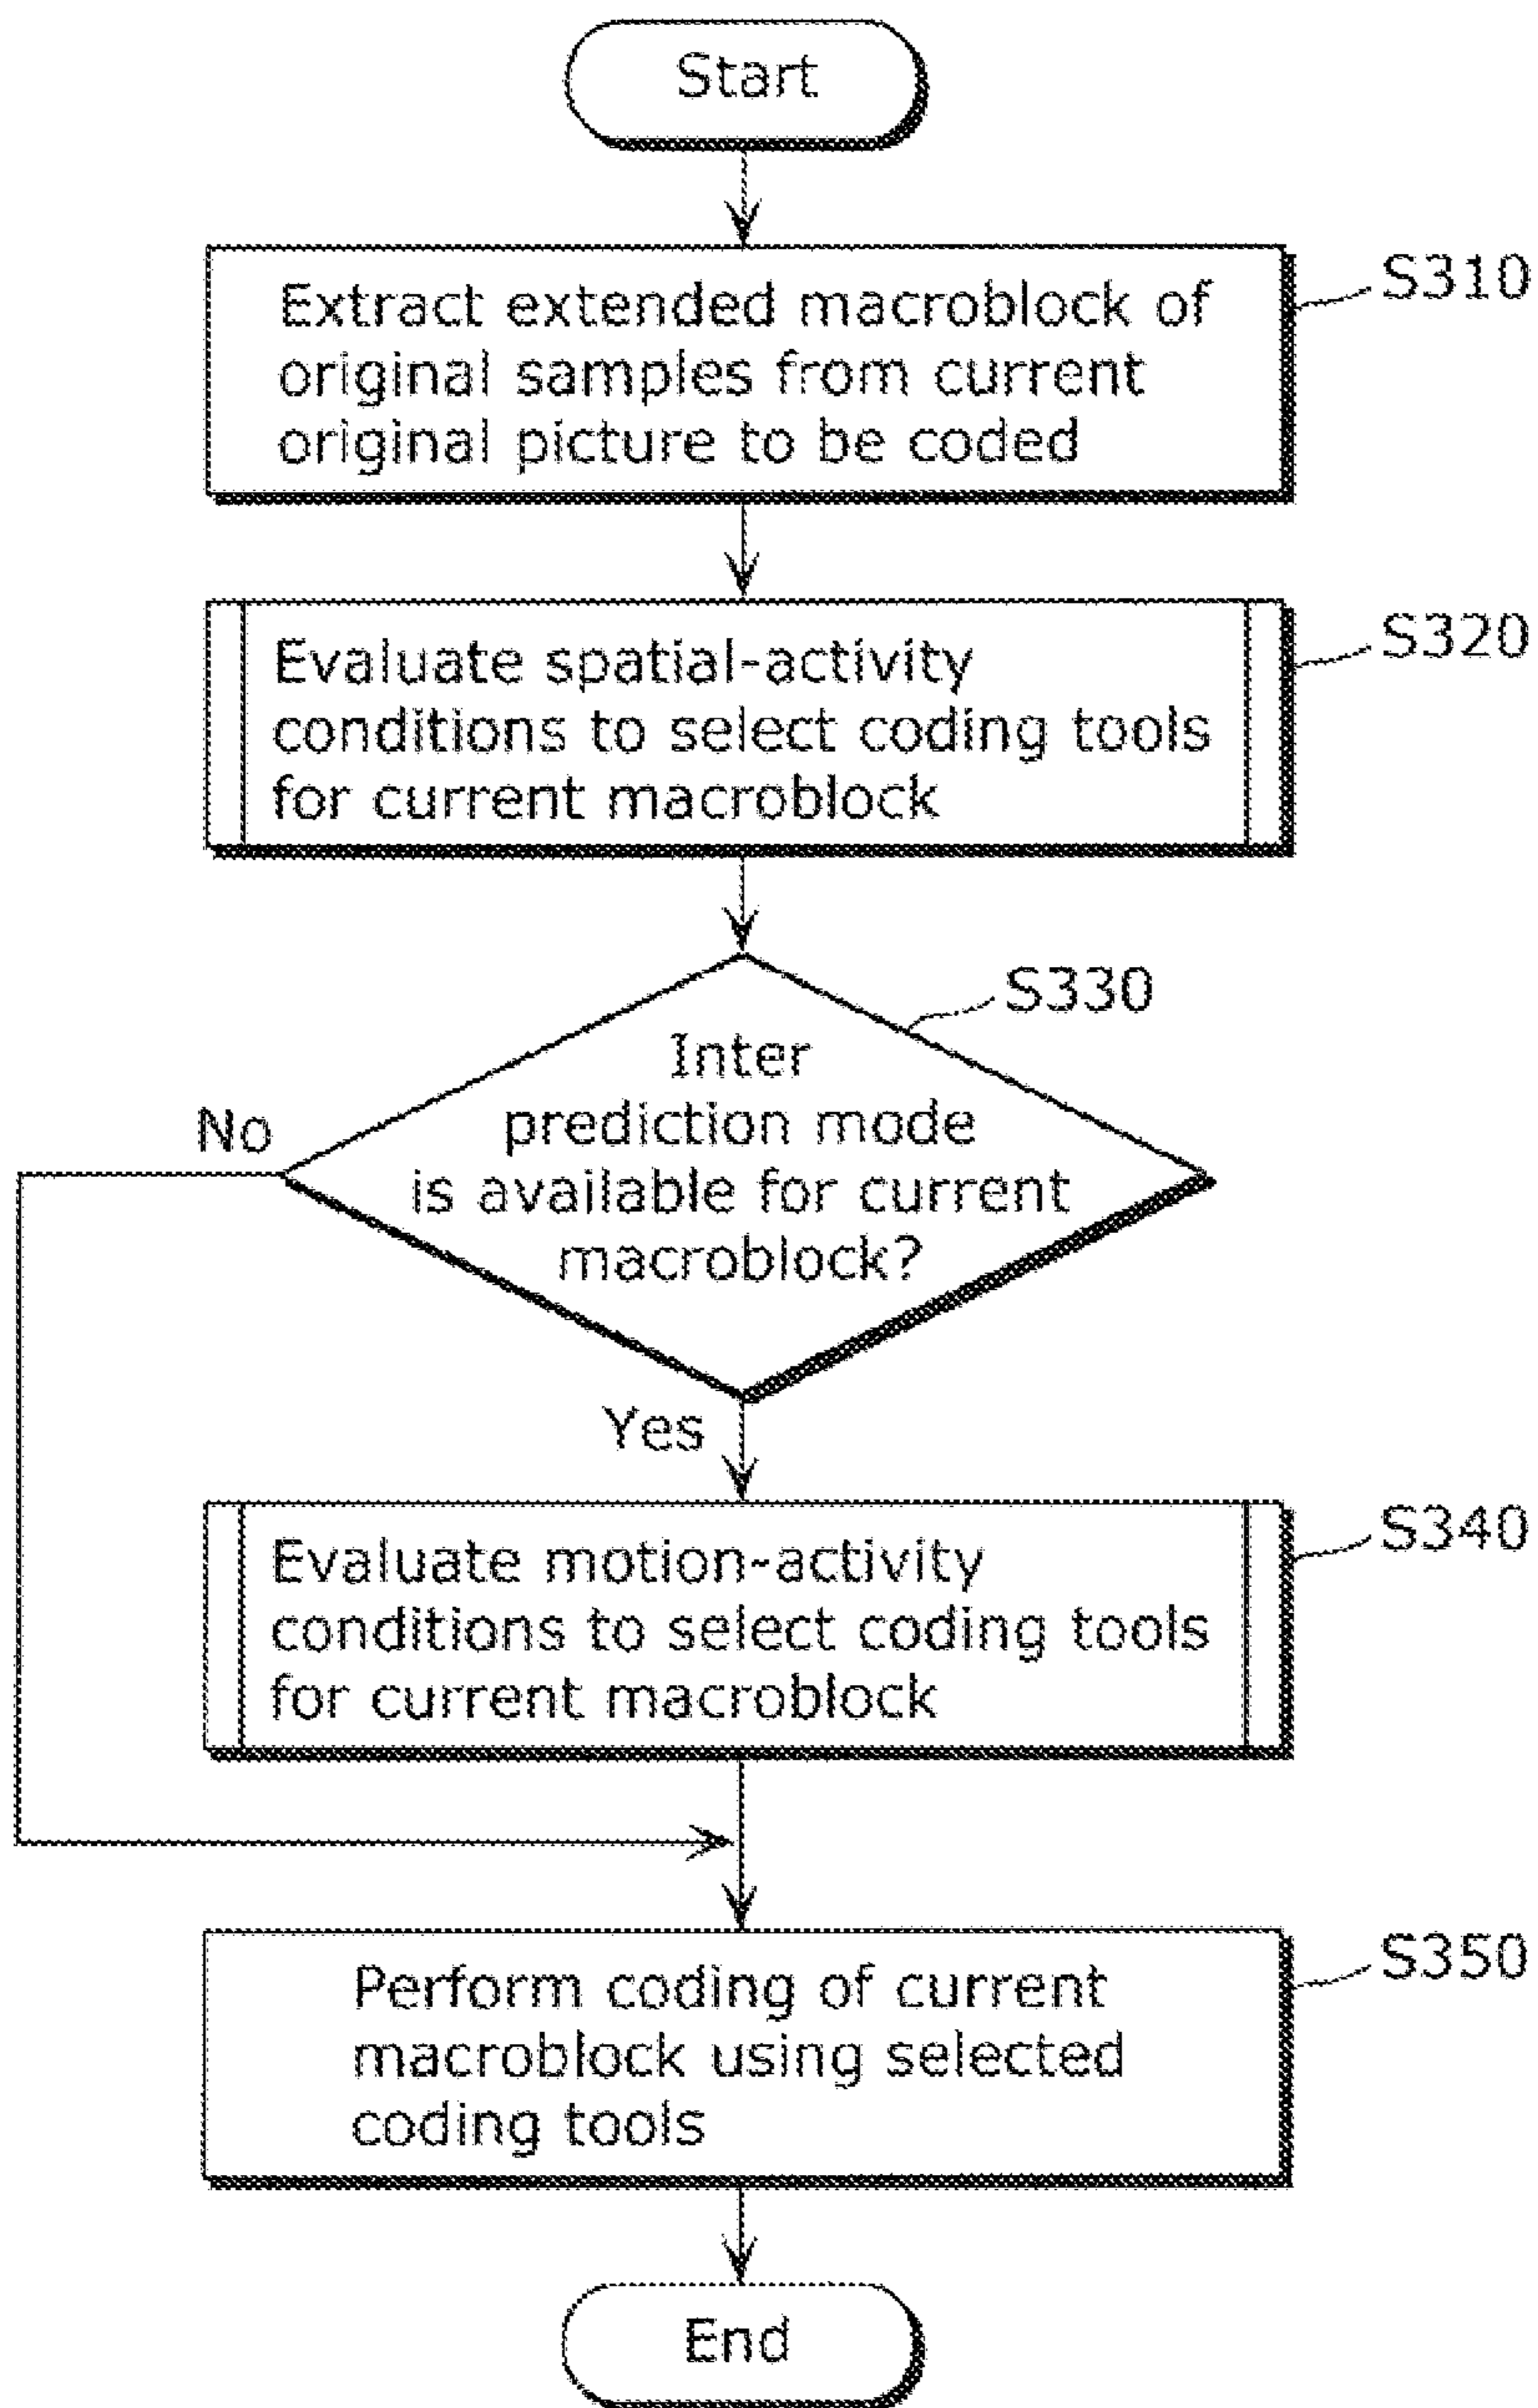 Start
Extract extended macroblock of
original samples from current
original picture to be coded
S310
Evaluate spatial-activity
conditions to select coding tools
for current macroblock
S320
S330
Inter
prediction mode
is available for current
macroblock?
No
Yes
Evaluate motion-activity
conditions to select coding tools
for current macroblock
S340
Perform coding of current
macroblock using selected
coding tools
S350
End